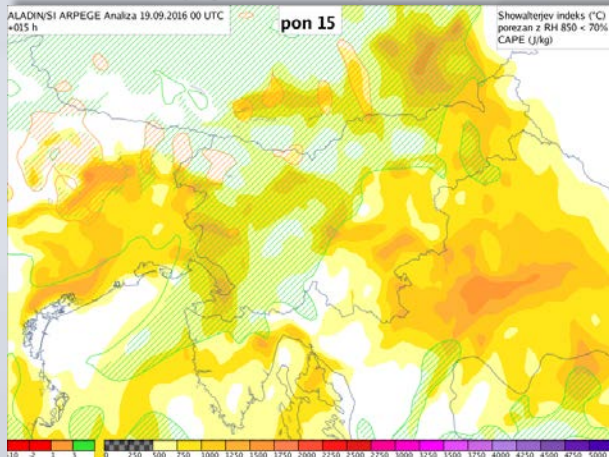 ALADIN/SI ARPEGE Analiza 19.09.2016 00 UTC
+015 h
pon 15
Showalterjev indeks (°C)
porezan z RH 850 < 70%
CAPE (J/kg)
-10 -2 1 3 0 250 500 750 1000 1250 1500 1750 2000 2250 2500 2750 3000 3250 3500 3750 4000 4250 4500 4750 5000